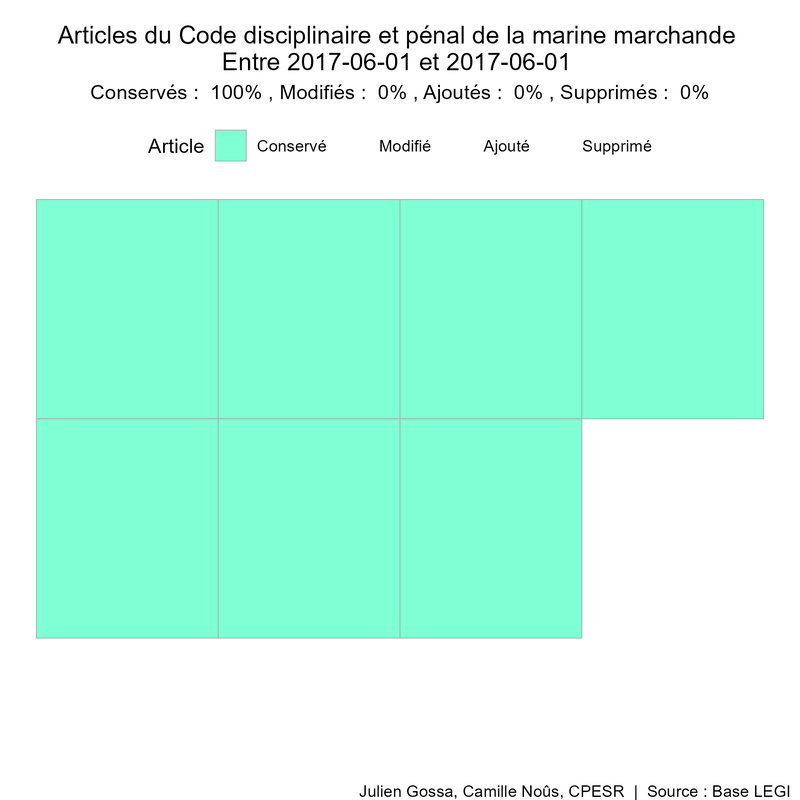 Articles du Code disciplinaire et pénal de la marine marchande
Entre 2017-06-01 et 2017-06-01
Conservés : 100% , Modifiés : 0% , Ajoutés : 0% , Supprimés : 0%
Article Conservé Modifié Ajouté Supprimé
Julien Gossa, Camille Noûs, CPESR | Source : Base LEGI